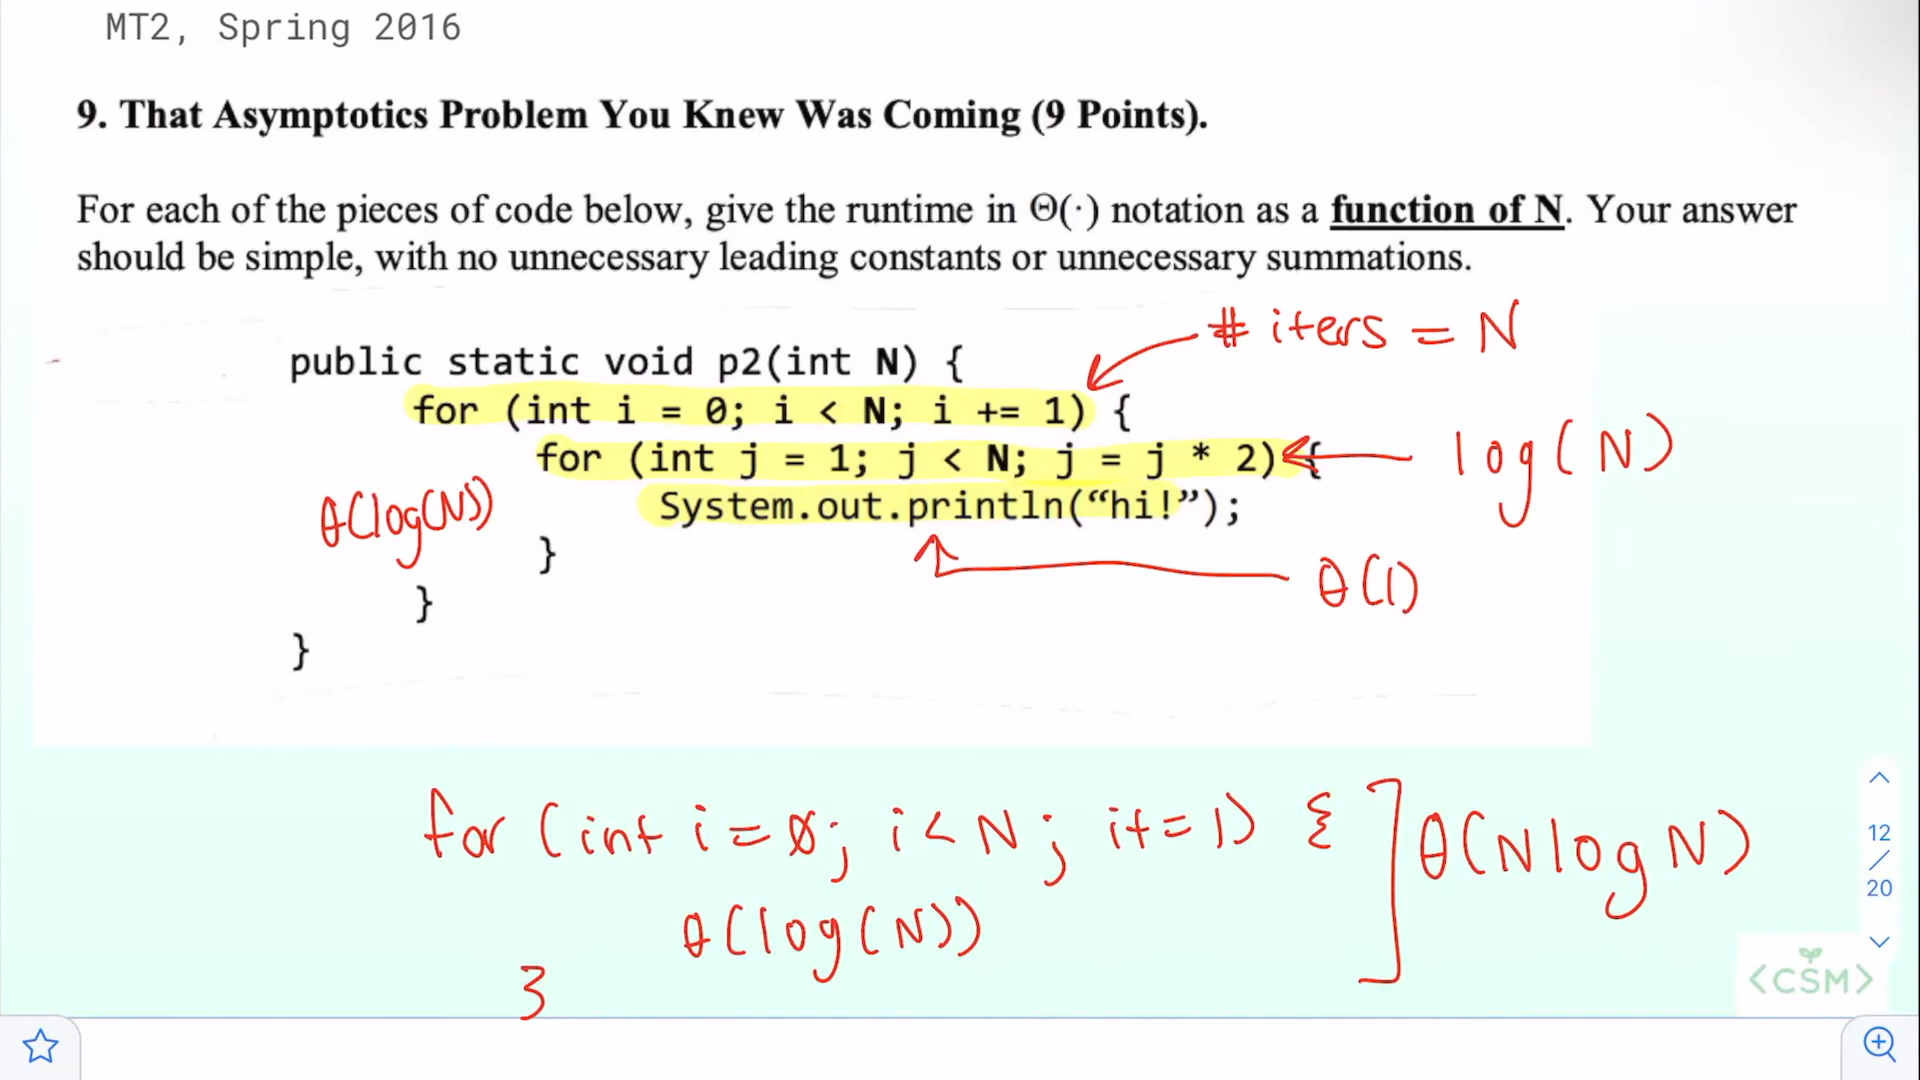 MT2, Spring 2016
9. That Asymptotics Problem You Knew Was Coming (9 Points).
For each of the pieces of code below, give the runtime in Θ(·) notation as a function of N. Your answer
should be simple, with no unnecessary leading constants or unnecessary summations.
# iters = N
public static void p2(int N) {
for (int i = 0; i < N; i += 1) {
for (int j = 1; j < N; j = j * 2) {
log(N)
System.out.println(“hi!”);
θ(log(N))
}
θ(1)
}
}
for (int i = 0; i < N; i += 1) {
θ(N log N)
θ(log(N))
}
12
/
20
<CSM>